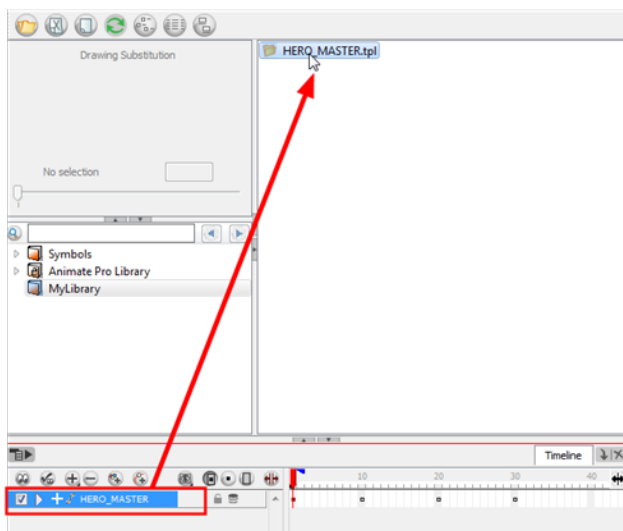 Drawing Substitution
HERO_MASTER.tpl
No selection
Symbols
Animate Pro Library
MyLibrary
Timeline
10 20 30 40
HERO_MASTER